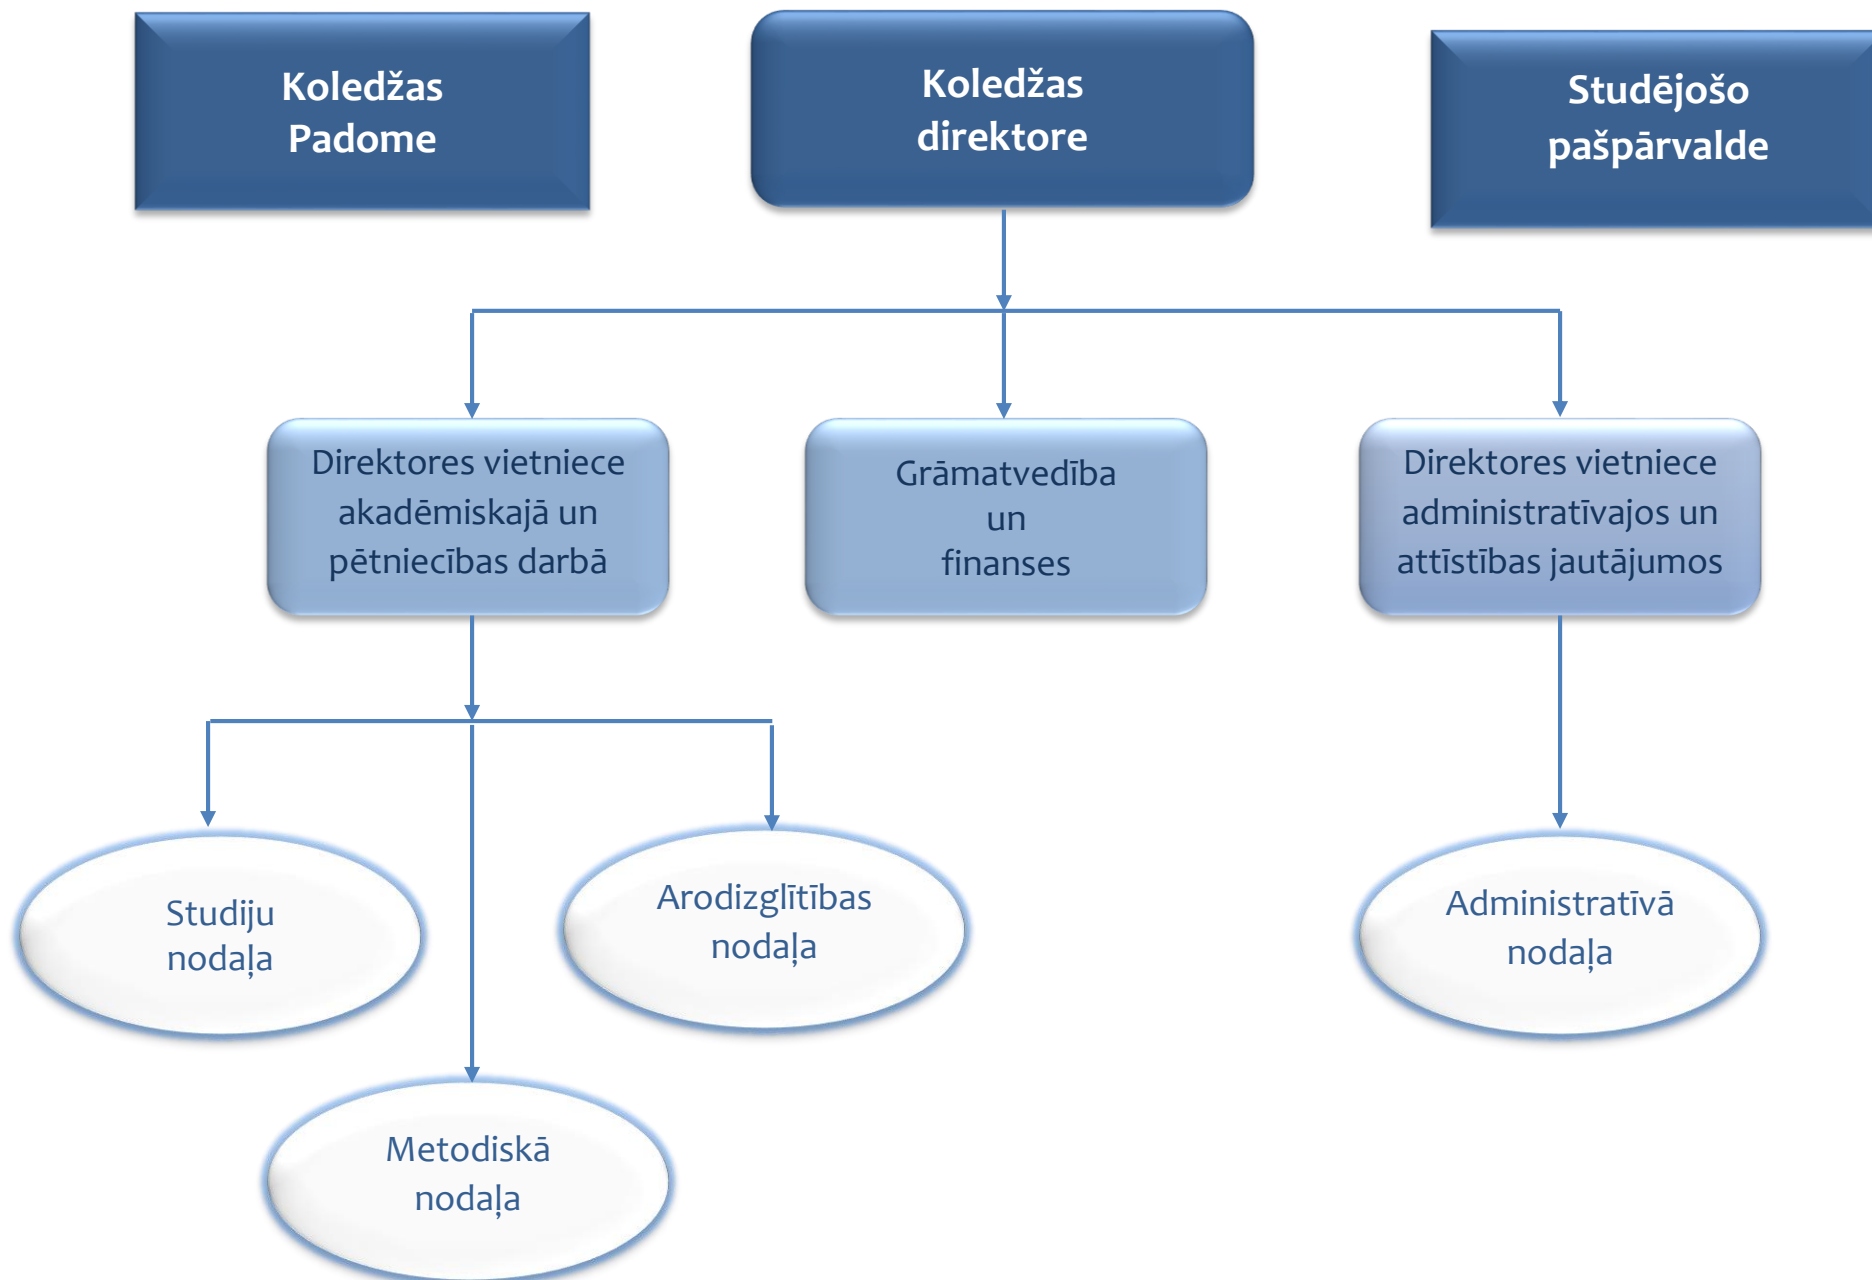 Koledžas
Padome
Koledžas
direktore
Studējošo
pašpārvalde
Direktores vietniece
akadēmiskajā un
pētniecības darbā
Grāmatvedība
un
finanses
Direktores vietniece
administratīvajos un
attīstības jautājumos
Studiju
nodaļa
Arodizglītības
nodaļa
Administratīvā
nodaļa
Metodiskā
nodaļa